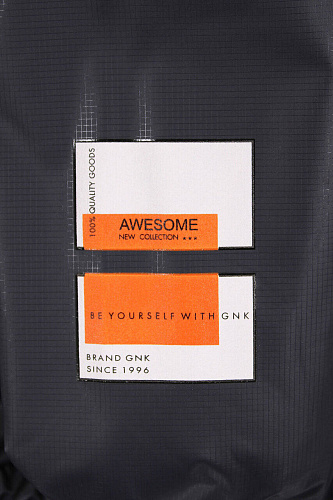 100% QUALITY GOODS
AWESOME
NEW COLLECTION ★★★
BE YOURSELF WITH GNK
BRAND GNK
SINCE 1996